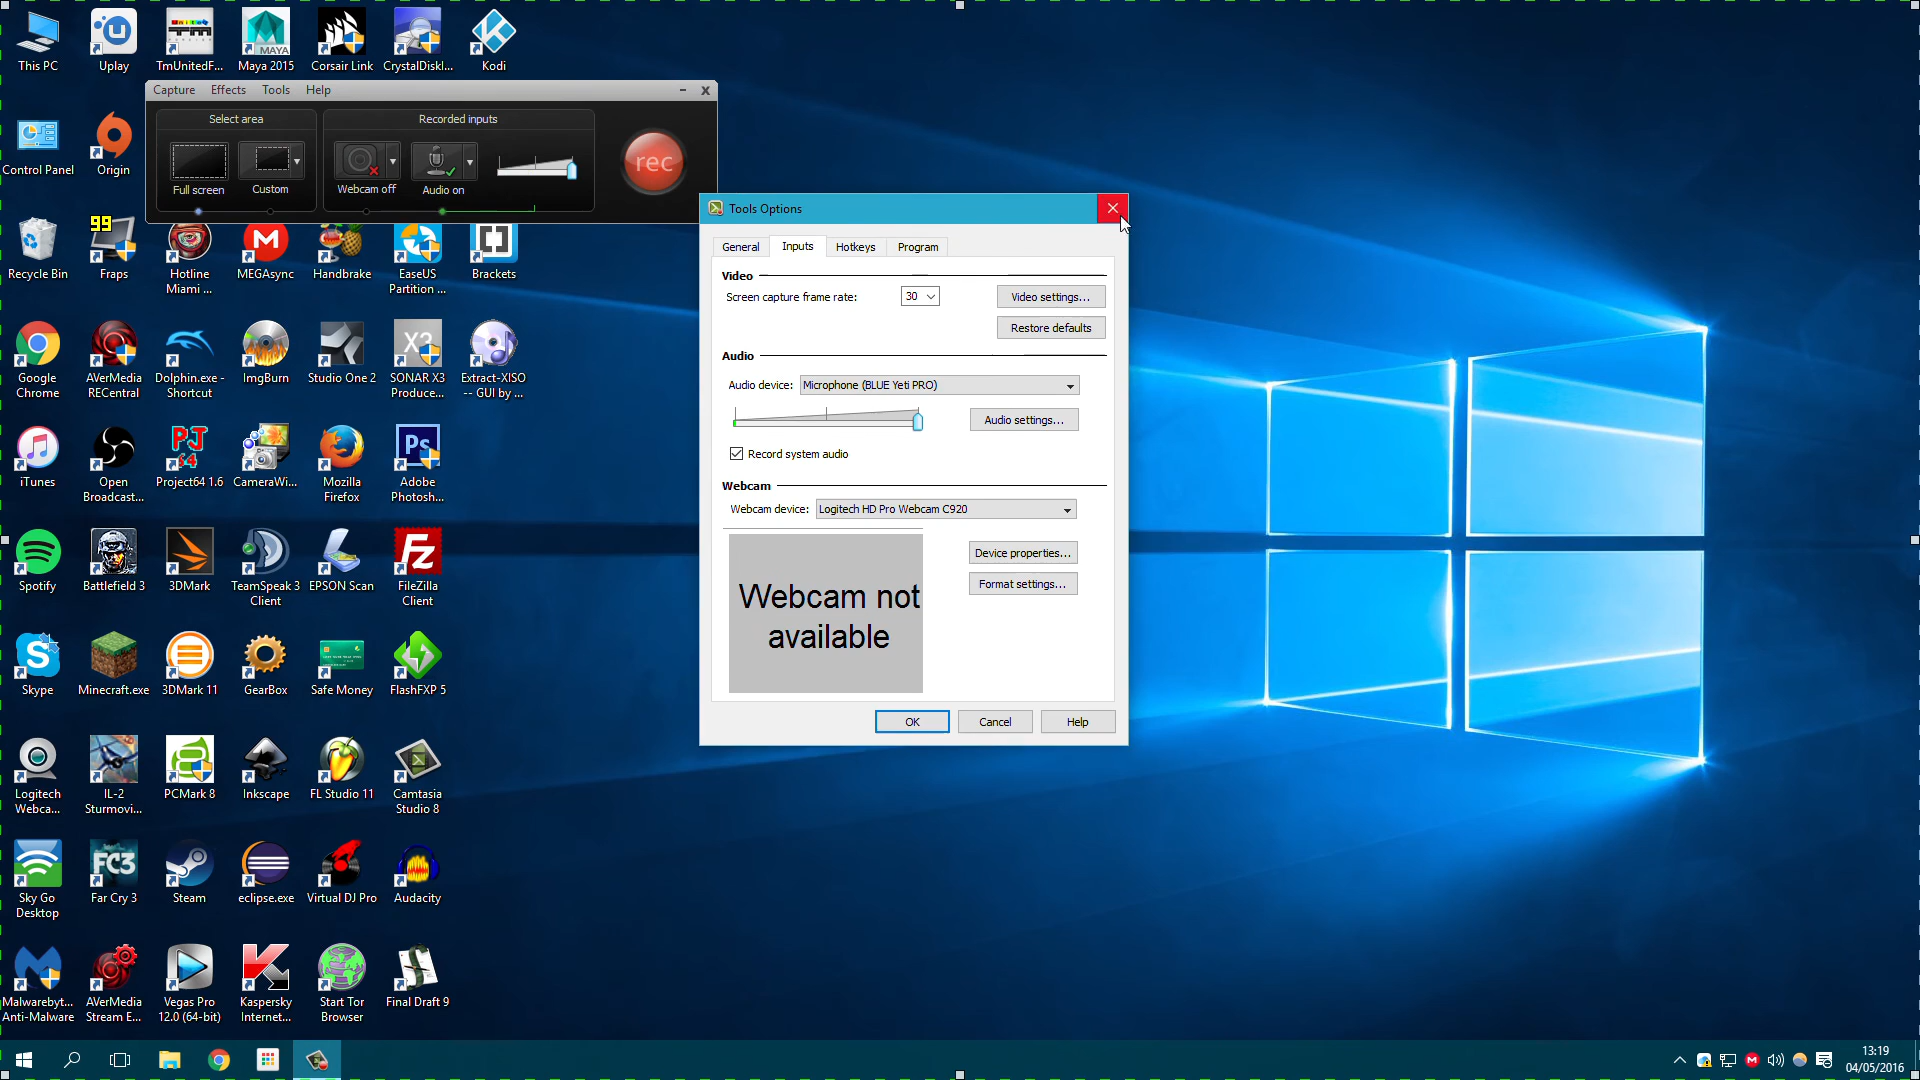 This PC
Uplay
TmUnitedF...
Maya 2015
Corsair Link
CrystalDiskI...
Kodi
Capture Effects Tools Help
Select area
Recorded inputs
Full screen
Custom
Webcam off
Audio on
rec
Control Panel
Origin
Tools Options
General Inputs Hotkeys Program
Video
Screen capture frame rate: 30
Video settings...
Restore defaults
Audio
Audio device: Microphone (BLUE Yeti PRO)
Audio settings...
Record system audio
Webcam
Webcam device: Logitech HD Pro Webcam C920
Webcam not
available
Device properties...
Format settings...
OK
Cancel
Help
99
Recycle Bin
Fraps
Hotline
Miami ...
MEGAsync
Handbrake
EaseUS
Partition ...
Brackets
X3
Google
Chrome
AVerMedia
RECentral
Dolphin.exe -
Shortcut
ImgBurn
Studio One 2
SONAR X3
Produce...
Extract-XISO
-- GUI by ...
PJ
64
Ps
iTunes
Open
Broadcast...
Project64 1.6
CameraWi...
Mozilla
Firefox
Adobe
Photosh...
Spotify
Battlefield 3
3DMark
TeamSpeak 3
Client
EPSON Scan
FileZilla
Client
Skype
Minecraft.exe
3DMark 11
GearBox
Safe Money
FlashFXP 5
Logitech
Webca...
IL-2
Sturmovi...
PCMark 8
Inkscape
FL Studio 11
Camtasia
Studio 8
FC3
Sky Go
Desktop
Far Cry 3
Steam
eclipse.exe
Virtual DJ Pro
Audacity
Malwarebyt...
Anti-Malware
AVerMedia
Stream E...
Vegas Pro
12.0 (64-bit)
Kaspersky
Internet...
Start Tor
Browser
Final Draft 9
13:19
04/05/2016